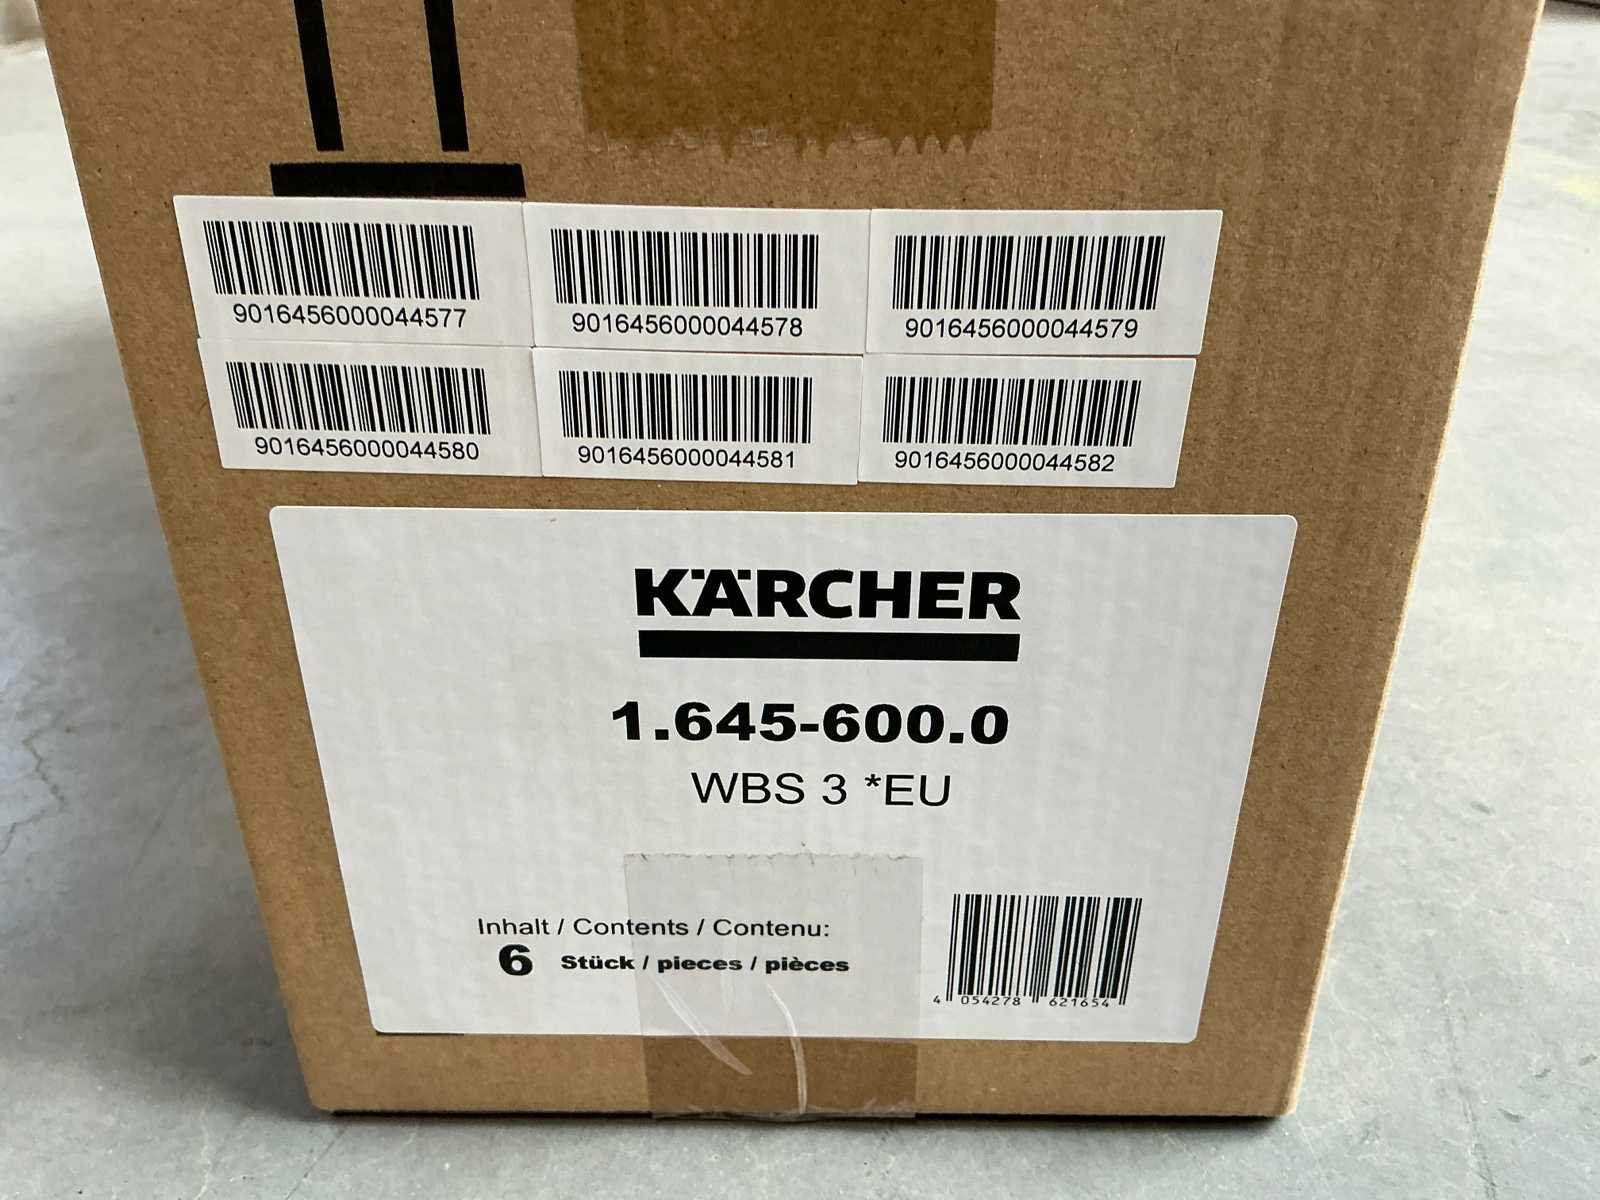 9016456000044577
9016456000044578
9016456000044579
9016456000044580
9016456000044581
9016456000044582
KÄRCHER
1.645-600.0
WBS 3 *EU
Inhalt / Contents / Contenu:
6 Stück / pieces / pièces
4 054278 621654